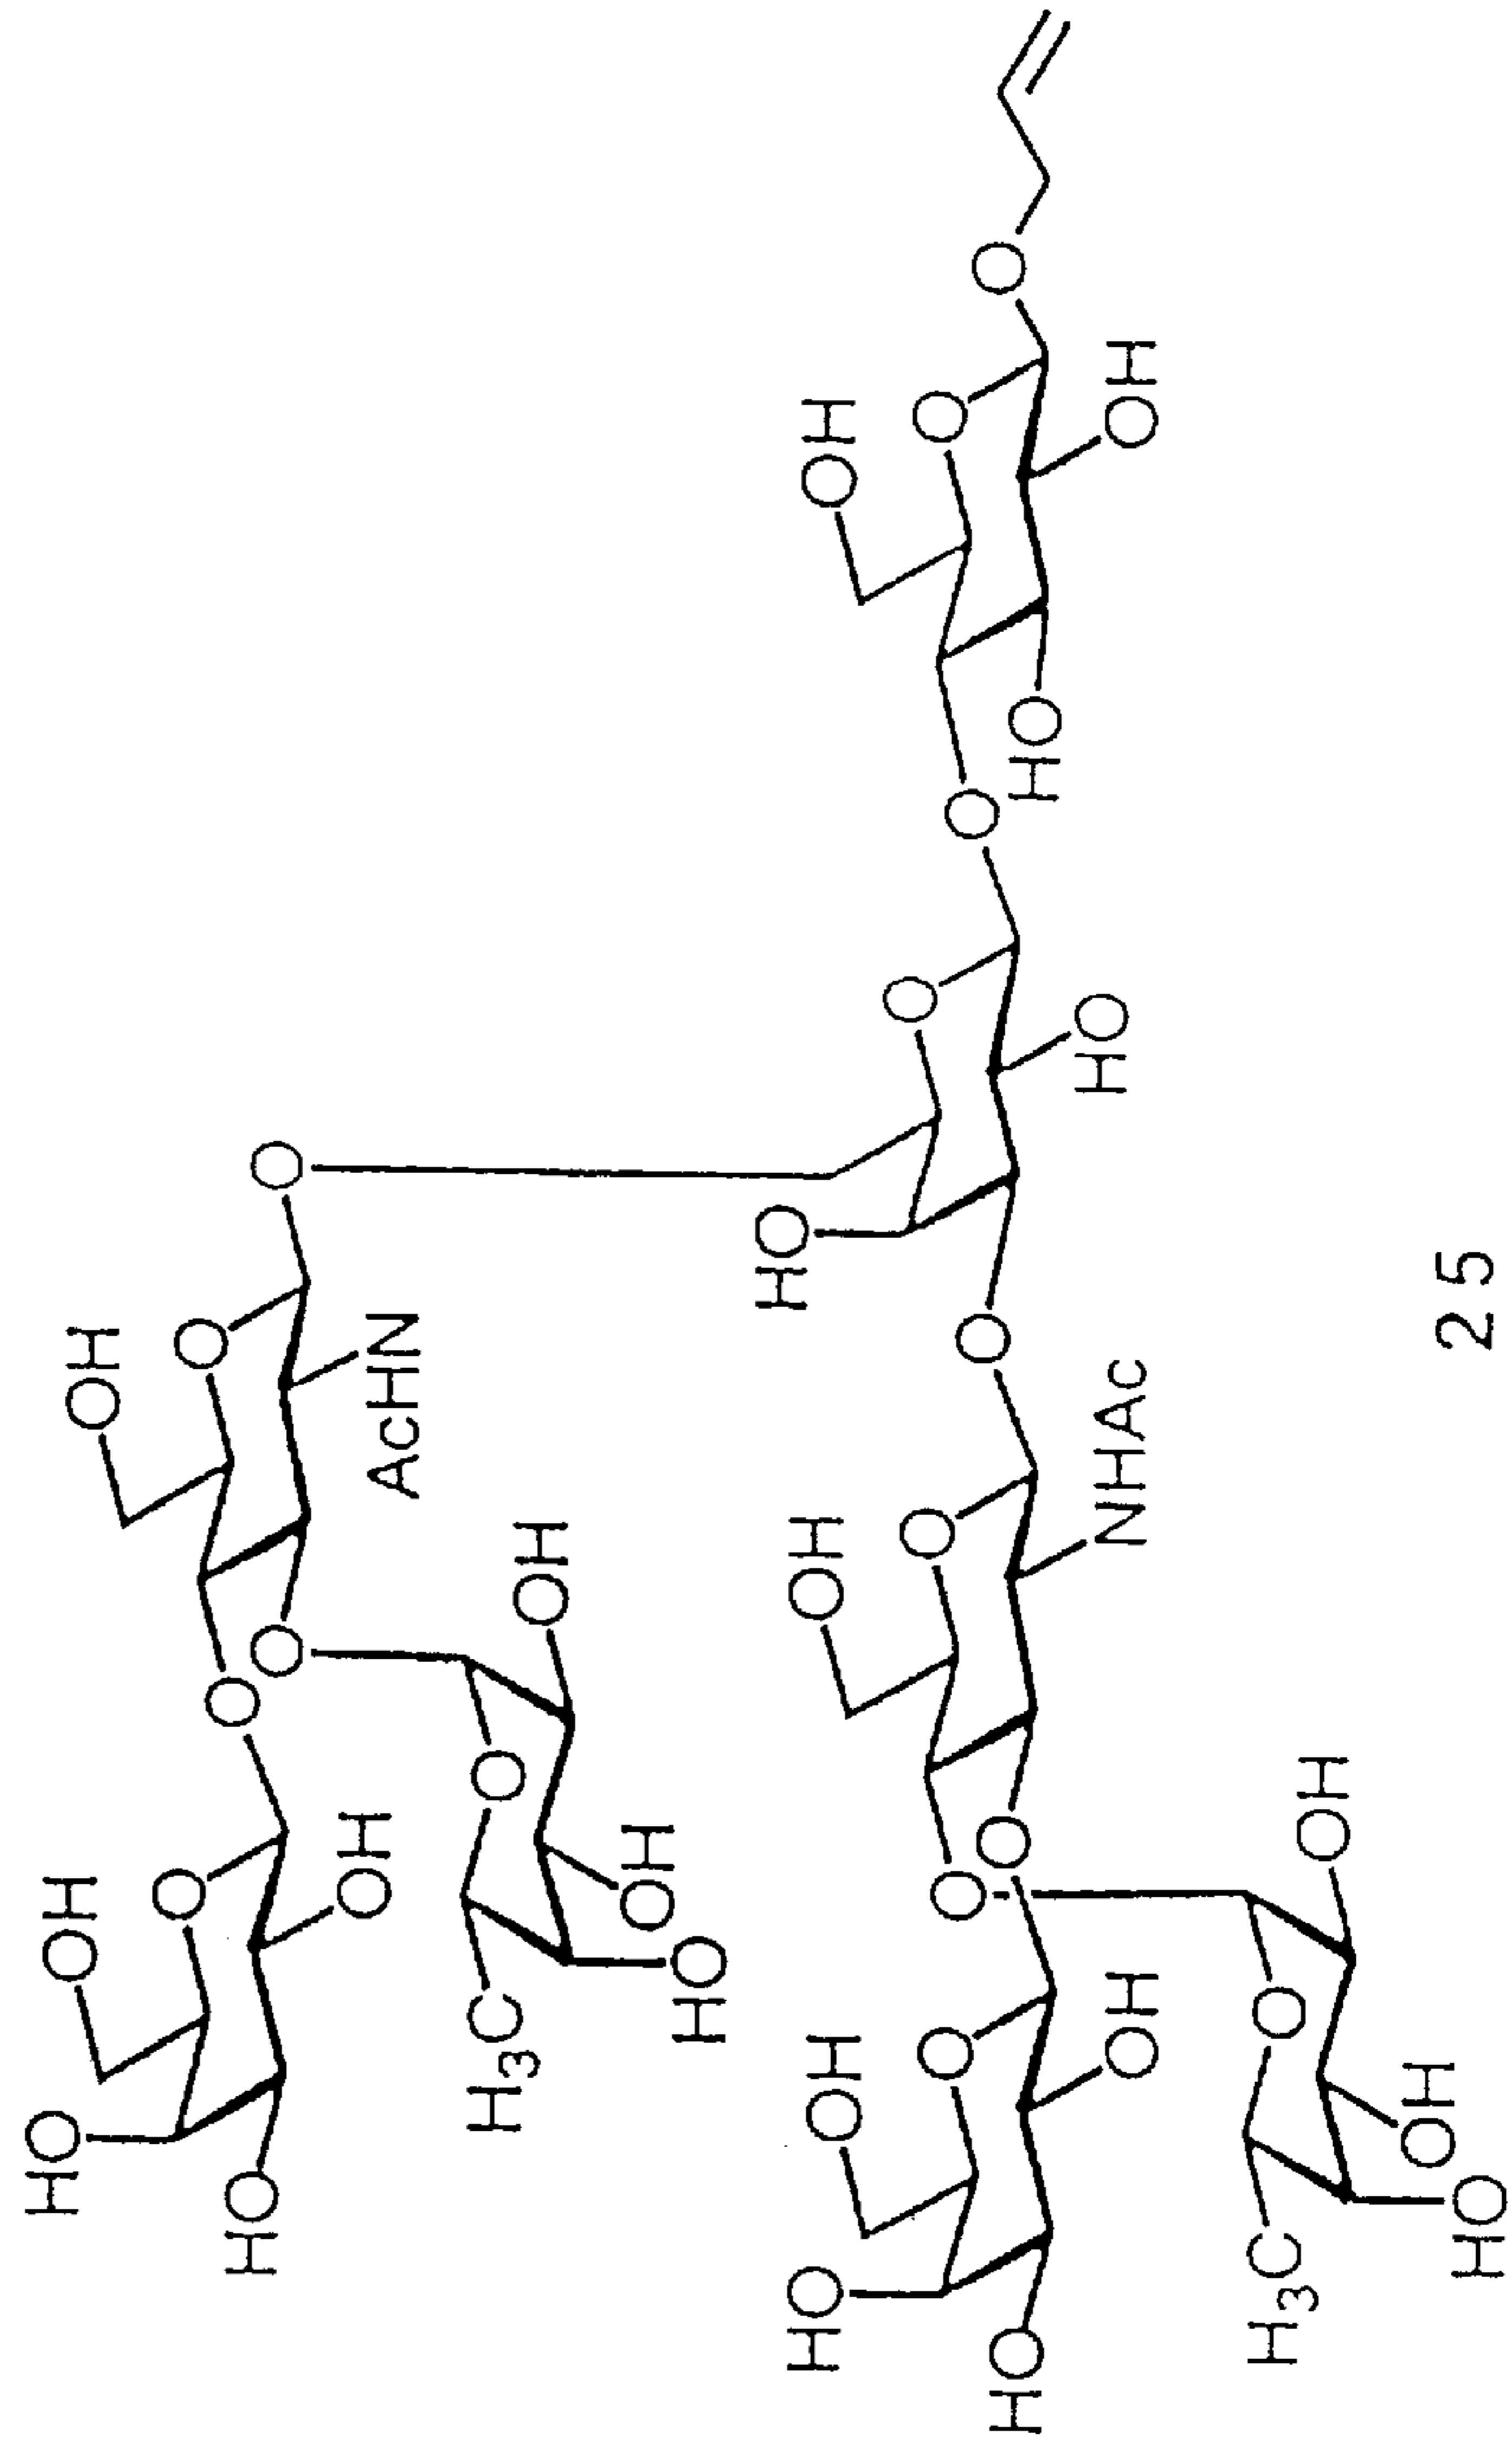 HO OH OH
O O
HO O O O
OH AcHN
H₃C O OH
OH
HO
HO OH OH HO OH
O O O O
HO O O O O HO O
OH NHAc HO OH
H₃C O OH
OH
HO
25